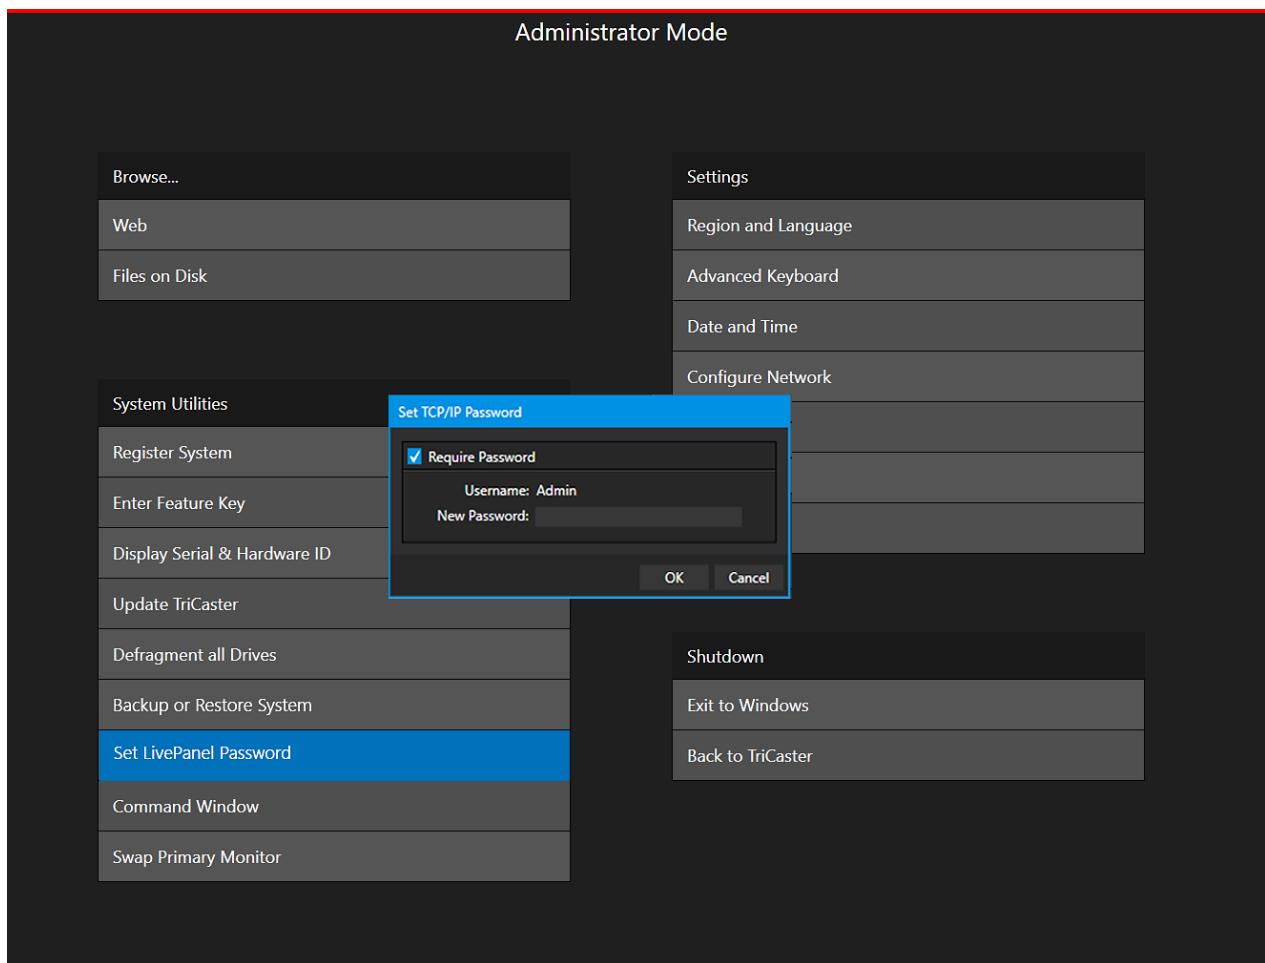 Administrator Mode
Browse...
Web
Files on Disk
System Utilities
Register System
Enter Feature Key
Display Serial & Hardware ID
Update TriCaster
Defragment all Drives
Backup or Restore System
Set LivePanel Password
Command Window
Swap Primary Monitor
Set TCP/IP Password
Require Password
Username: Admin
New Password:
OK Cancel
Settings
Region and Language
Advanced Keyboard
Date and Time
Configure Network
Shutdown
Exit to Windows
Back to TriCaster